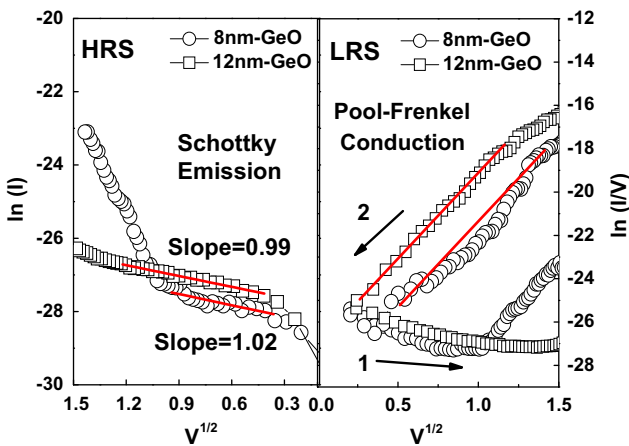 HRS
8nm-GeO
12nm-GeO
Schottky
Emission
Slope=0.99
Slope=1.02
ln (I)
-20
-22
-24
-26
-28
-30
1.5 1.2 0.9 0.6 0.3
V1/2
LRS
8nm-GeO
12nm-GeO
Pool-Frenkel
Conduction
2
1
0.0 0.5 1.0 1.5
V1/2
-12
-14
-16
-18
-20
-22
-24
-26
-28
ln (I/V)